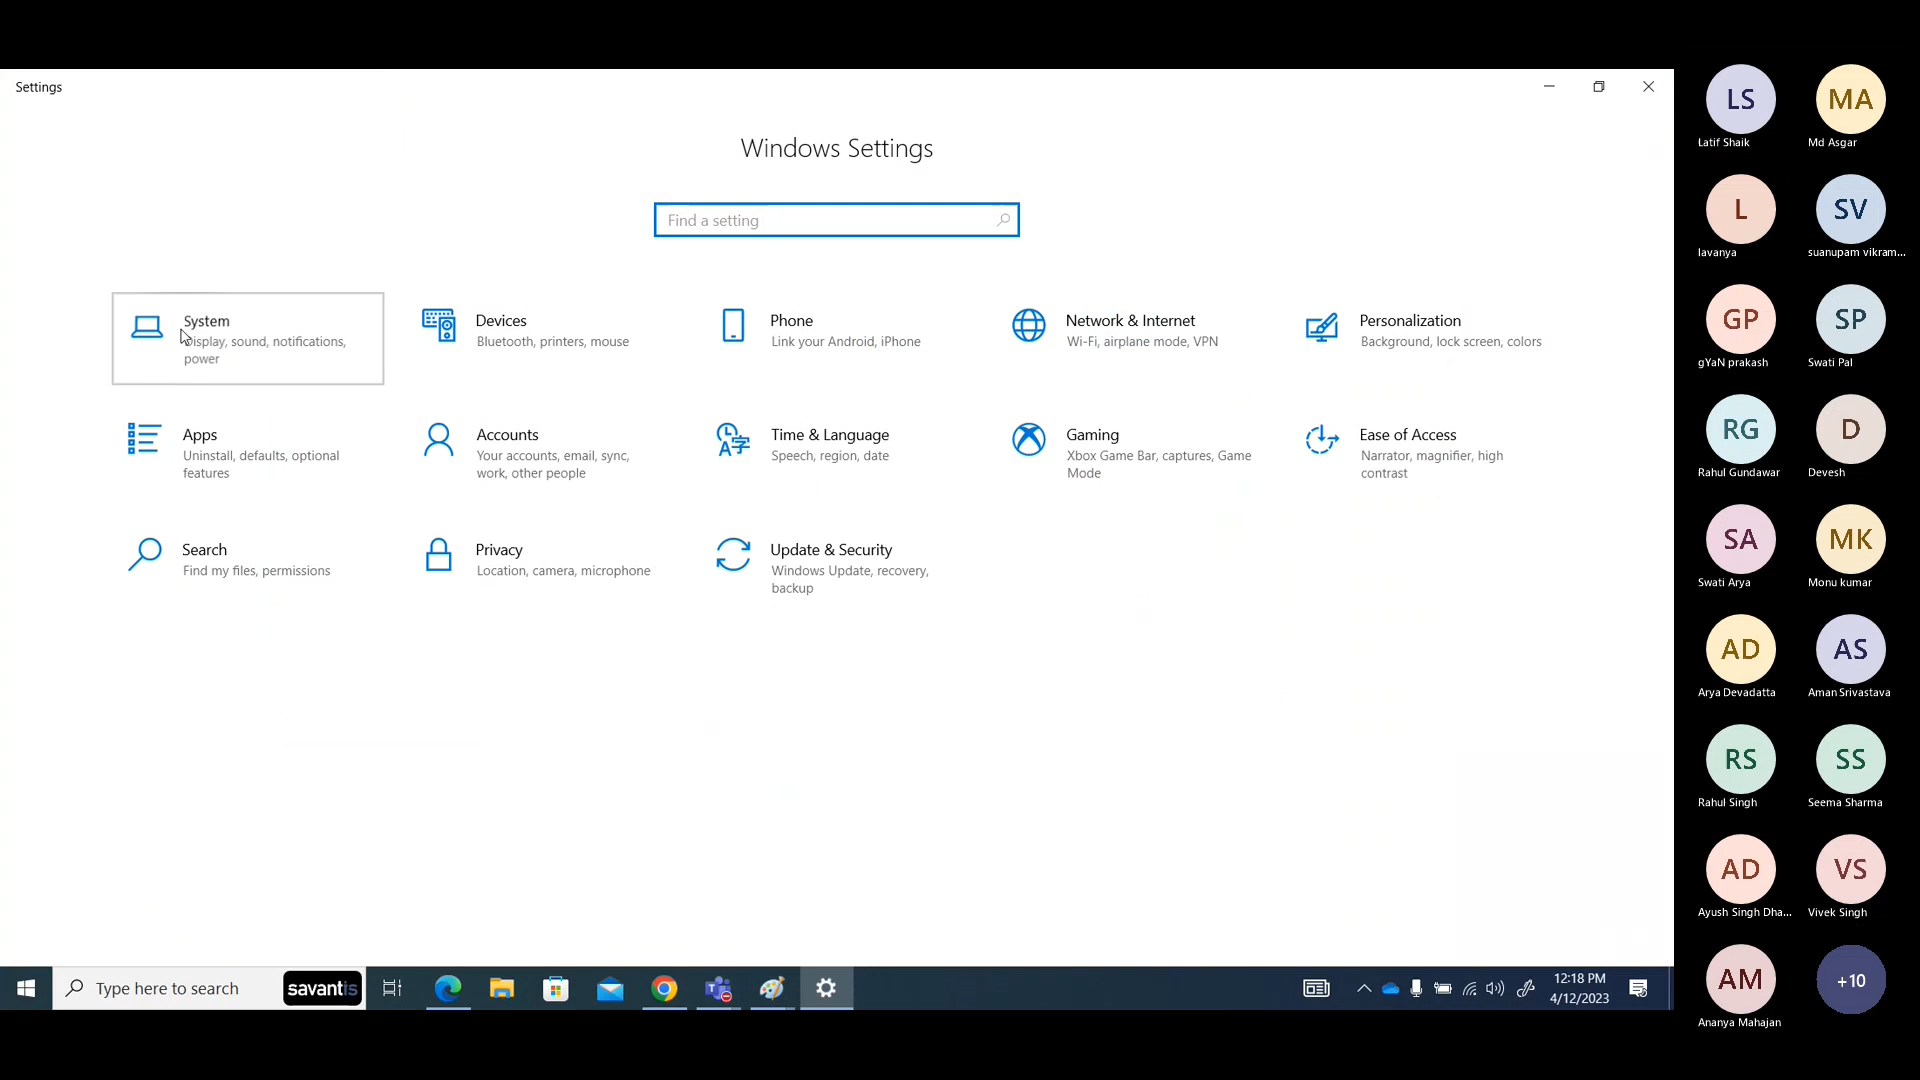 Settings
Windows Settings
Find a setting
System
Display, sound, notifications,
power
Devices
Bluetooth, printers, mouse
Phone
Link your Android, iPhone
Network & Internet
Wi-Fi, airplane mode, VPN
Personalization
Background, lock screen, colors
Apps
Uninstall, defaults, optional
features
Accounts
Your accounts, email, sync,
work, other people
Time & Language
Speech, region, date
Gaming
Xbox Game Bar, captures, Game
Mode
Ease of Access
Narrator, magnifier, high
contrast
Search
Find my files, permissions
Privacy
Location, camera, microphone
Update & Security
Windows Update, recovery,
backup
Type here to search
savantis
12:18 PM
4/12/2023
LS
Latif Shaik
MA
Md Asgar
L
lavanya
SV
suanupam vikram...
GP
gYaN prakash
SP
Swati Pal
RG
Rahul Gundawar
D
Devesh
SA
Swati Arya
MK
Monu kumar
AD
Arya Devadatta
AS
Aman Srivastava
RS
Rahul Singh
SS
Seema Sharma
AD
Ayush Singh Dha...
VS
Vivek Singh
AM
Ananya Mahajan
+10